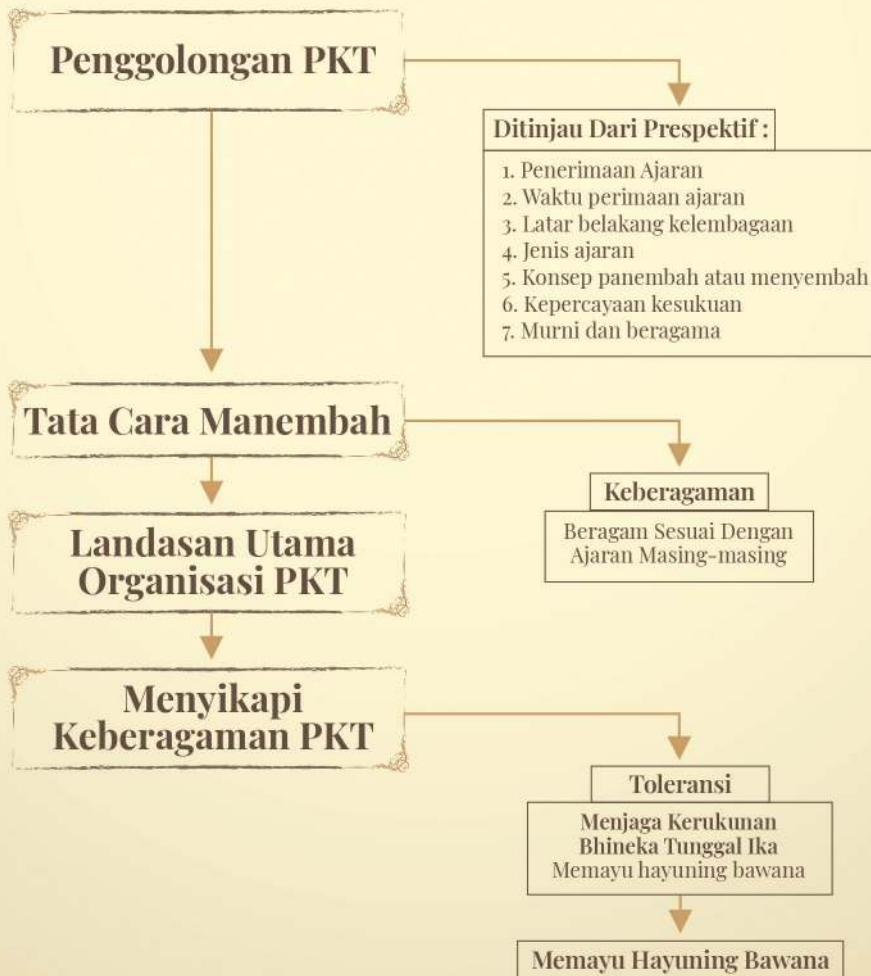 Penggolongan PKT
Ditinjau Dari Prespektif :
1. Penerimaan Ajaran
2. Waktu perimaan ajaran
3. Latar belakang kelembagaan
4. Jenis ajaran
5. Konsep panembah atau menyembah
6. Kepercayaan kesukuan
7. Murni dan beragama
Tata Cara Manembah
Keberagaman
Beragam Sesuai Dengan
Ajaran Masing-masing
Landasan Utama
Organisasi PKT
Menyikapi
Keberagaman PKT
Toleransi
Menjaga Kerukunan
Bhineka Tunggal Ika
Memayu hayuning bawana
Memayu Hayuning Bawana